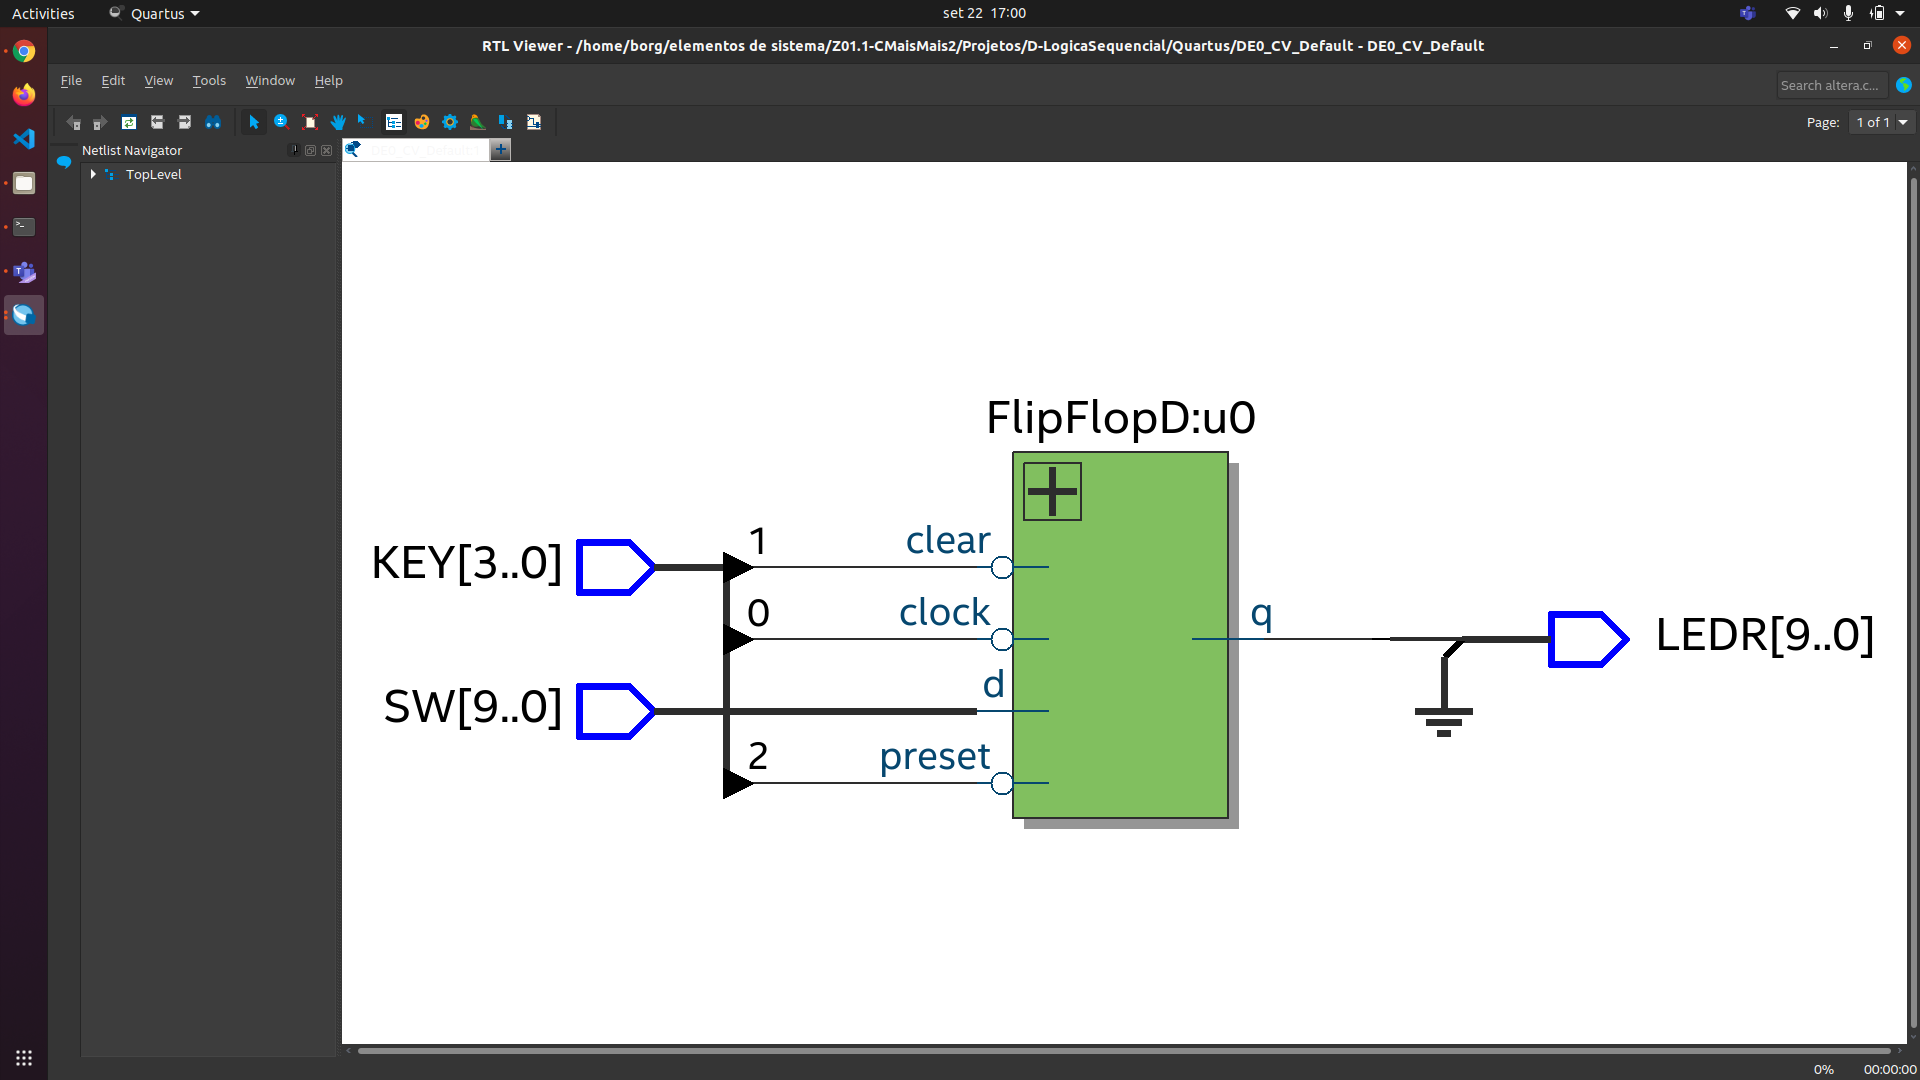 Activities
Quartus
set 22 17:00
RTL Viewer - /home/borg/elementos de sistema/Z01.1-CMaisMais2/Projetos/D-LogicaSequencial/Quartus/DE0_CV_Default - DE0_CV_Default
File Edit View Tools Window Help
Search altera.c...
Page: 1 of 1
Netlist Navigator
TopLevel
FlipFlopD:u0
KEY[3..0]
1
clear
0
clock
q
LEDR[9..0]
SW[9..0]
d
2
preset
0% 00:00:00